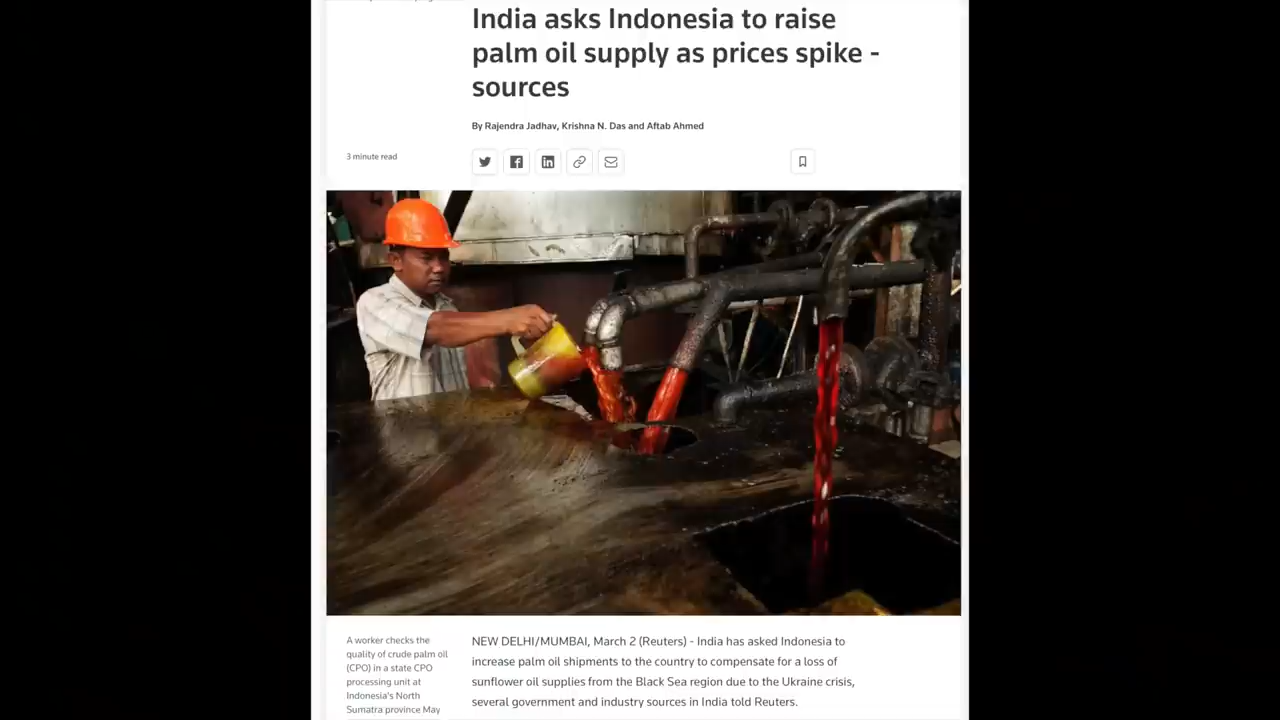 India asks Indonesia to raise
palm oil supply as prices spike -
sources
By Rajendra Jadhav, Krishna N. Das and Aftab Ahmed
3 minute read
A worker checks the
quality of crude palm oil
(CPO) in a state CPO
processing unit at
Indonesia's North
Sumatra province May
NEW DELHI/MUMBAI, March 2 (Reuters) - India has asked Indonesia to
increase palm oil shipments to the country to compensate for a loss of
sunflower oil supplies from the Black Sea region due to the Ukraine crisis,
several government and industry sources in India told Reuters.